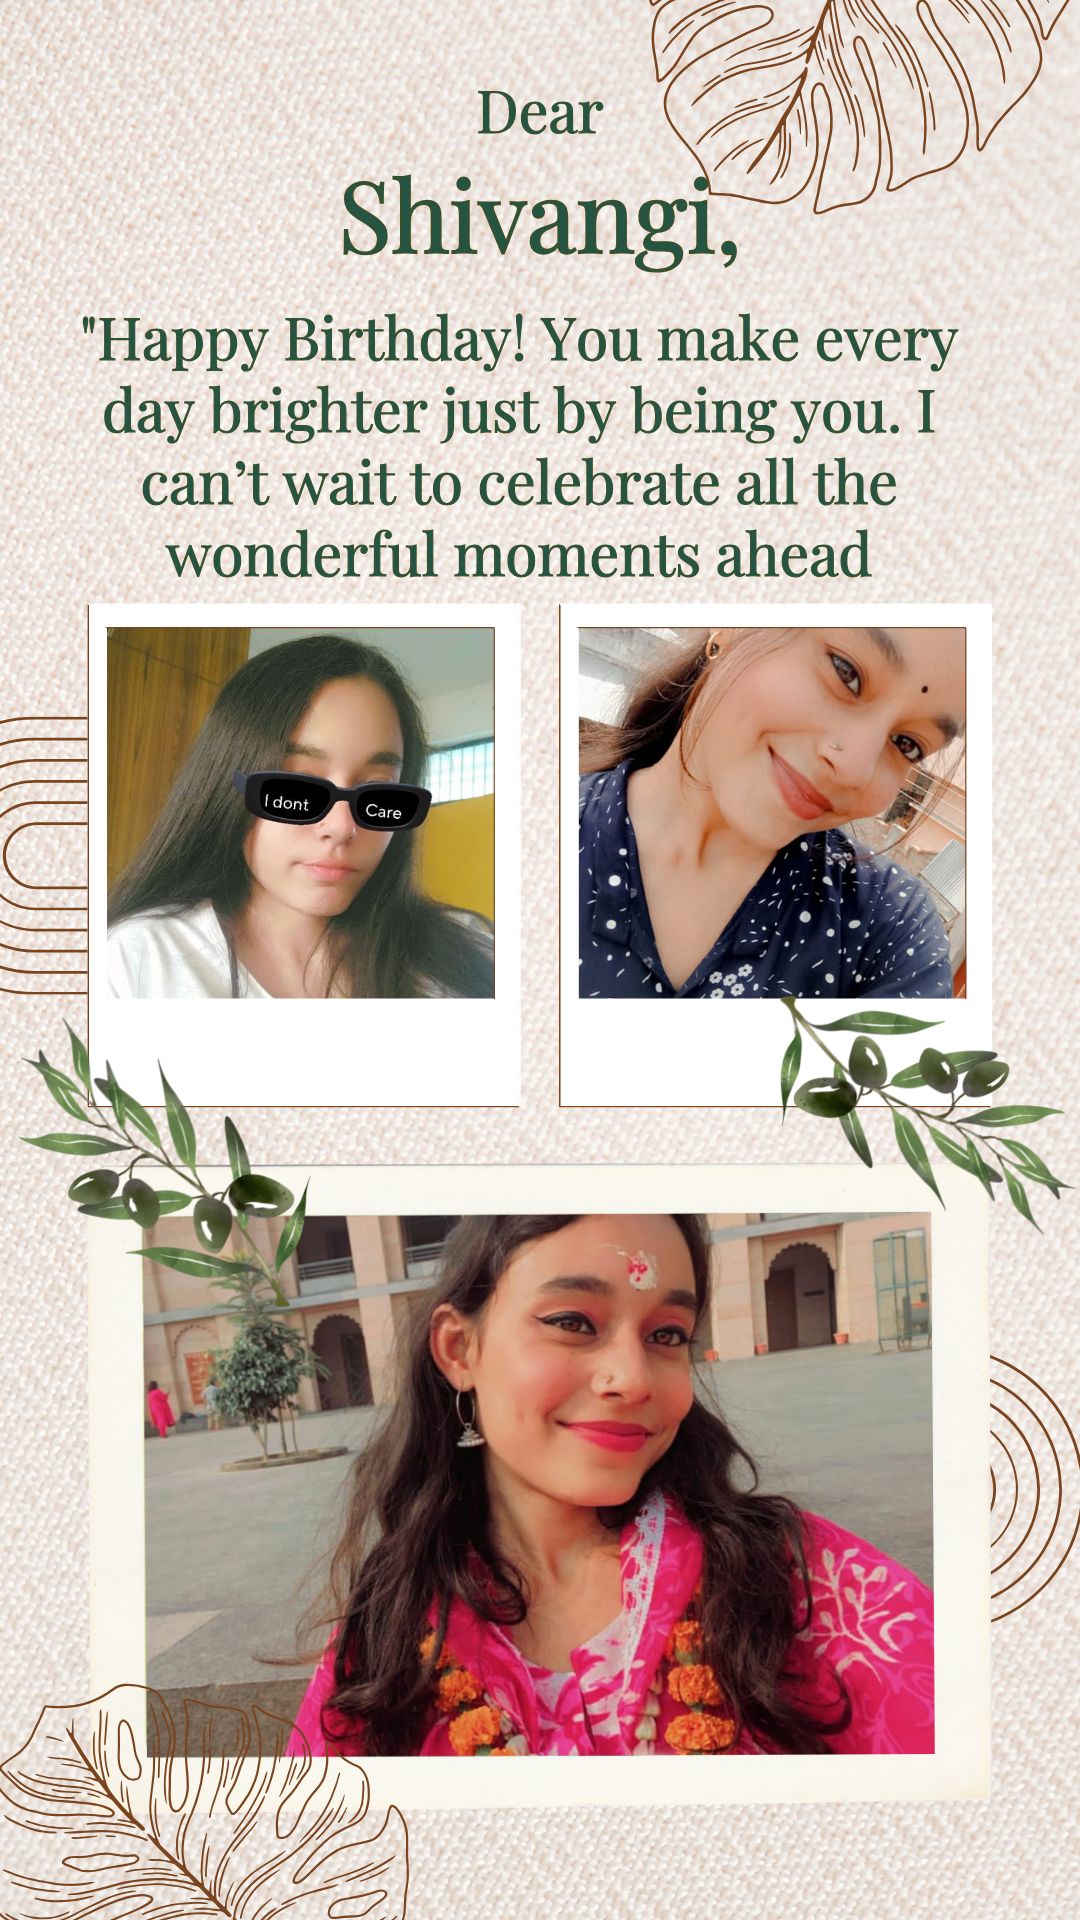 Dear
Shivangi,
"Happy Birthday! You make every
day brighter just by being you. I
can’t wait to celebrate all the
wonderful moments ahead
I dont
Care